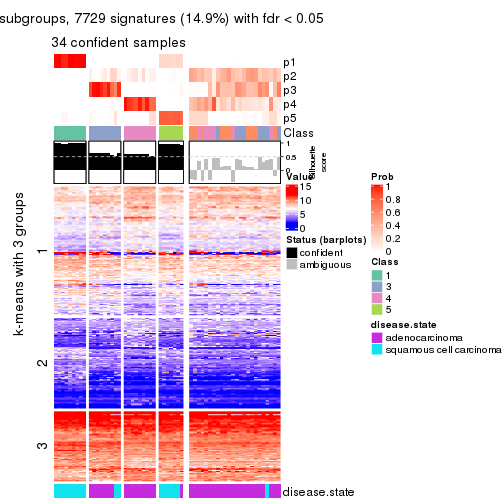 subgroups, 7729 signatures (14.9%) with fdr < 0.05
34 confident samples
p1
p2
p3
p4
p5
Class
1
0.5
0
Silhouette
score
k-means with 3 groups
1
2
3
Value
15
10
5
0
Status (barplots)
confident
ambiguous
Prob
1
0.8
0.6
0.4
0.2
0
Class
1
3
4
5
disease.state
adenocarcinoma
squamous cell carcinoma
disease.state